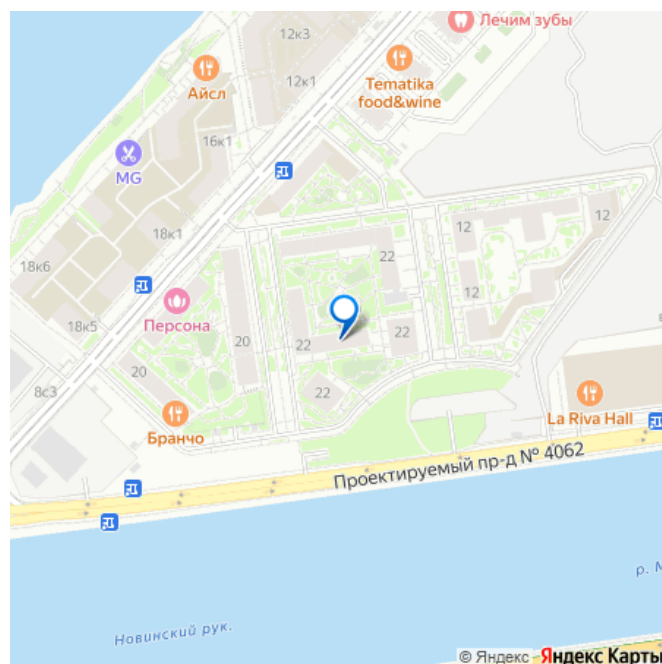 Лечим зубы
12к3
Айсл
12к1
Tematika
food&wine
16к1
MG
12
12
18к1
22
18к6
12
Персона
18к5
22
20
22
20
8с3
22
La Riva Hall
Бранчо
Проектируемый пр-д № 4062
р. М
Новинский рук.
© Яндекс Яндекс Карты